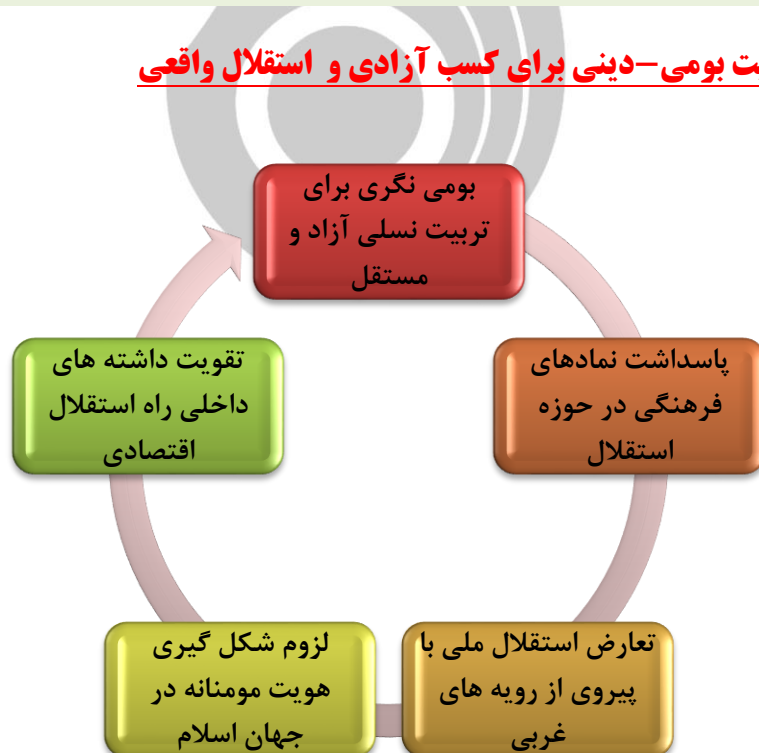 ت بومی-دینی برای کسب آزادی و استقلال واقعی
بومی نگری برای
تربیت نسلی آزاد و
مستقل
پاسداشت نمادهای
فرهنگی در حوزه
استقلال
تعارض استقلال ملی با
پیروی از رویه های
غربی
لزوم شکل گیری
هویت مومنانه در
جهان اسلام
تقویت داشته های
داخلی راه استقلال
اقتصادی